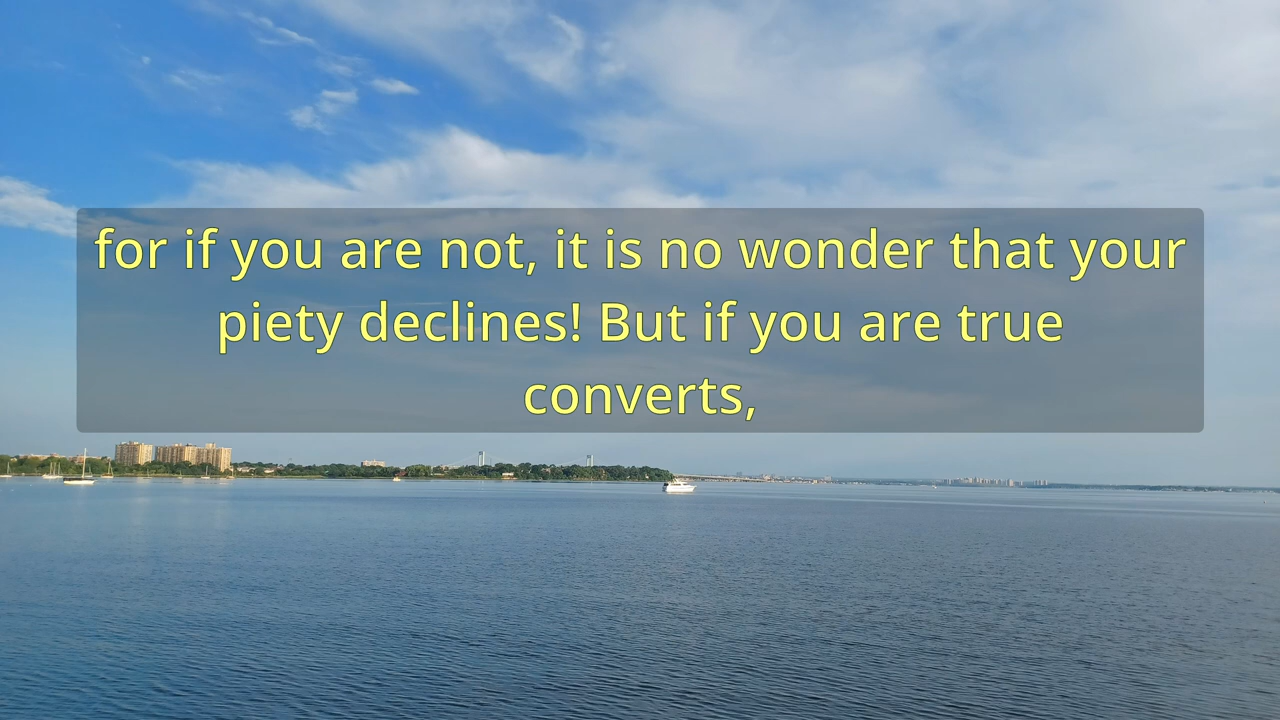 for if you are not, it is no wonder that your
piety declines! But if you are true
converts,